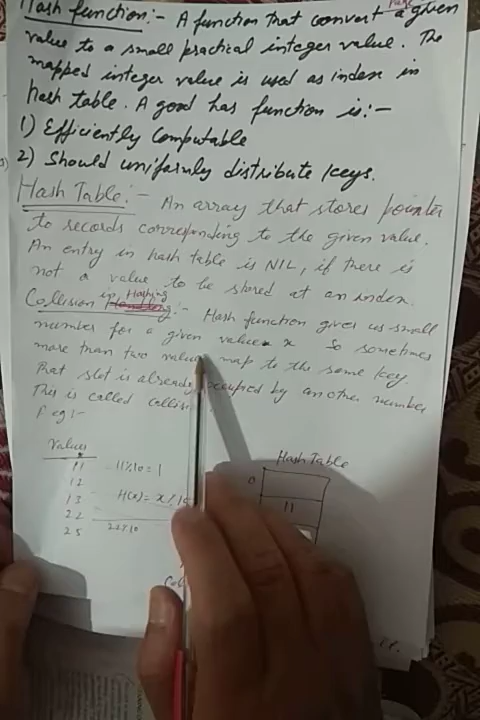 Hash function:- A function that convert a given
value to a small practical integer value. The
mapped integer value is used as index in
hash table. A good has function is:-
1) Efficiently Computable
2) Should uniformly distribute keys.
Hash Table:- An array that stores pointer
to records corresponding to the given value.
An entry in hash table is NIL, if there is
not a value to be stored at an index.
Collision in Hashing:- Hash function gives us small
number for a given value x So sometimes
more than two values map to the same key.
That slot is already occupied by another number
This is called
Values
Hash Table
11 11%10=1
0
12
13
11
22
25 22%10